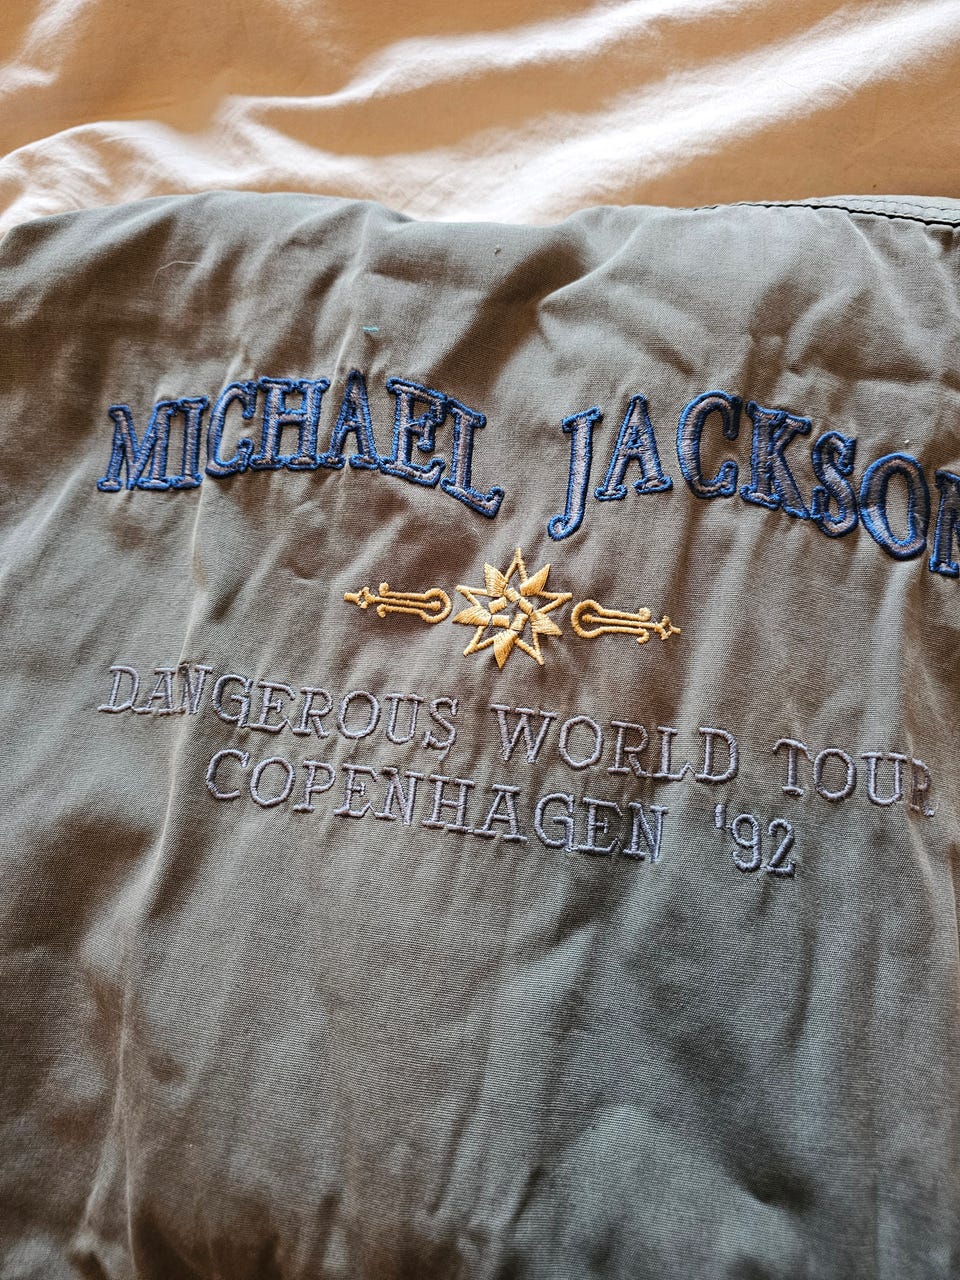 MICHAEL JACKSON
DANGEROUS WORLD TOUR
COPENHAGEN '92